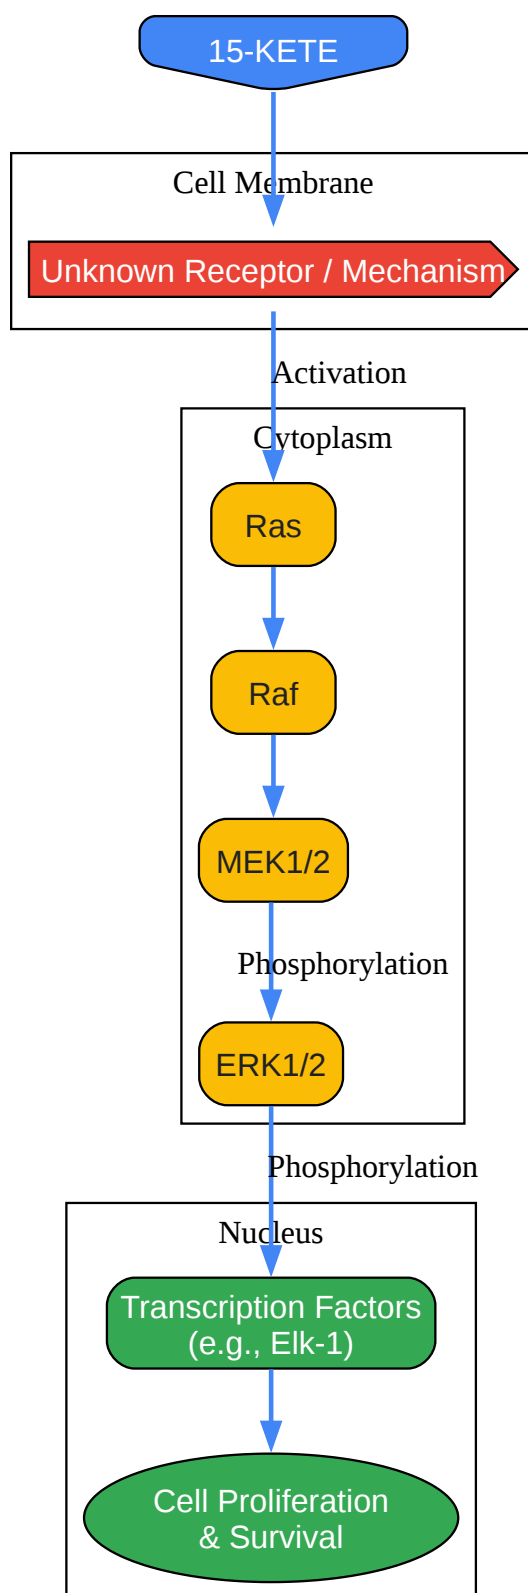 15-KETE
Cell Membrane
Unknown Receptor / Mechanism
Activation
Cytoplasm
Ras
Raf
MEK1/2
Phosphorylation
ERK1/2
Phosphorylation
Nucleus
Transcription Factors
(e.g., Elk-1)
Cell Proliferation
& Survival